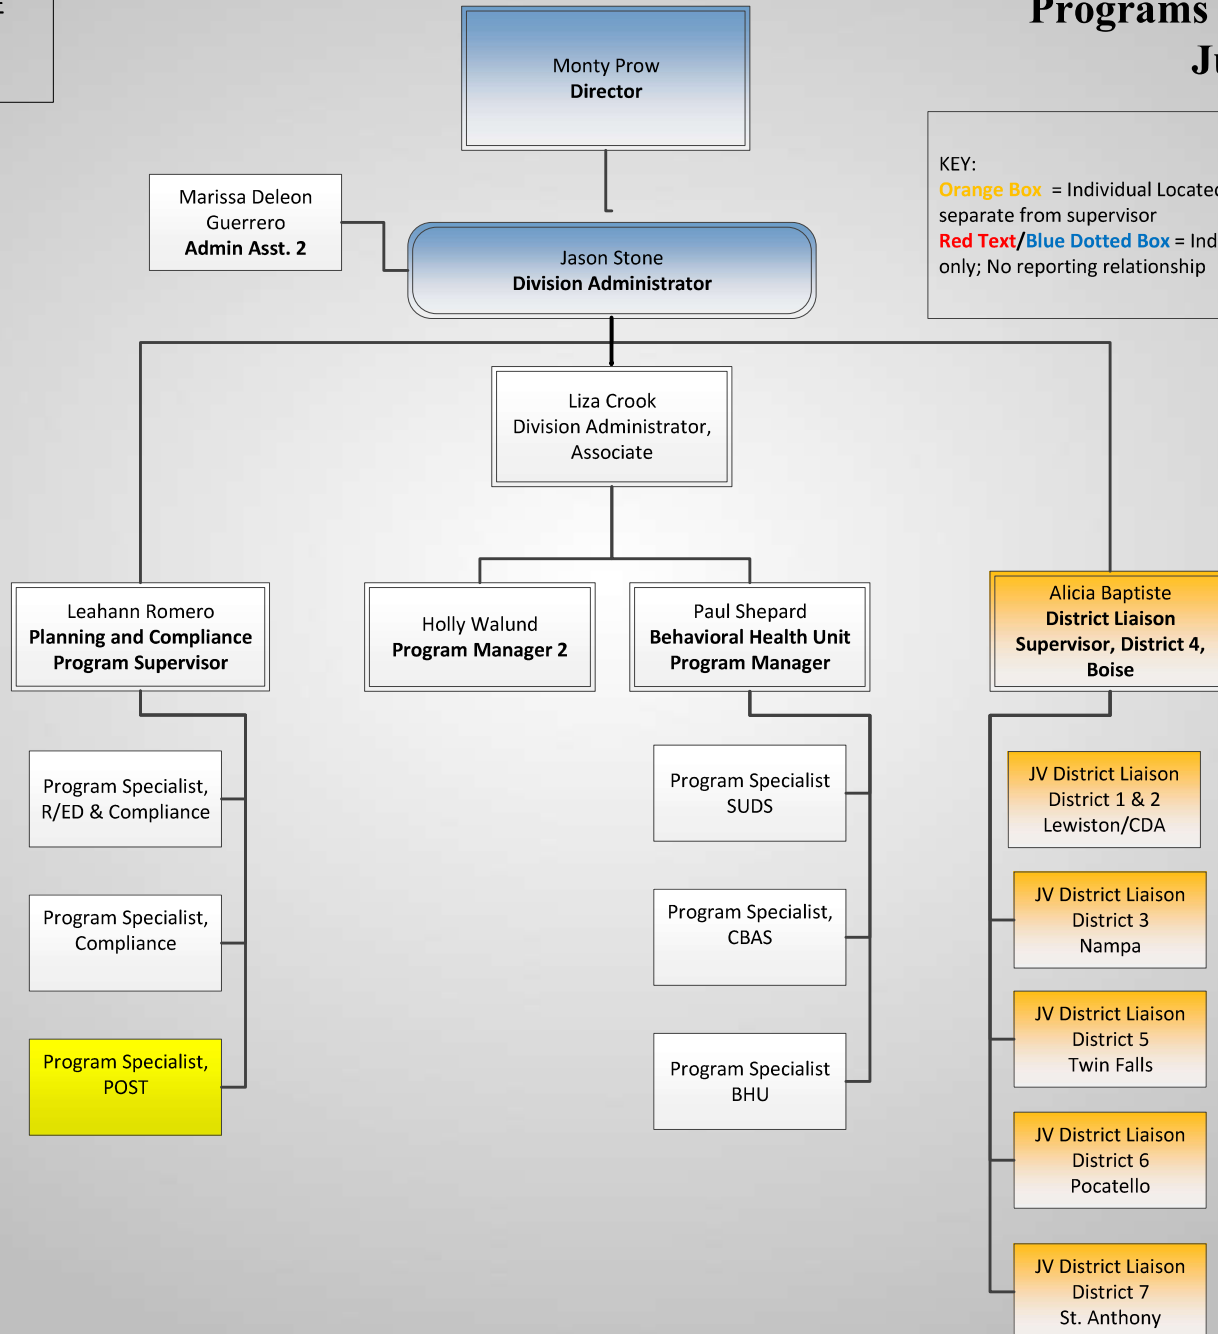 Programs
Monty Prow
Director
KEY:
Orange Box = Individual Located
separate from supervisor
Red Text/Blue Dotted Box = Ind
only; No reporting relationship
Marissa Deleon
Guerrero
Admin Asst. 2
Jason Stone
Division Administrator
Liza Crook
Division Administrator,
Associate
Leahann Romero
Planning and Compliance
Program Supervisor
Holly Walund
Program Manager 2
Paul Shepard
Behavioral Health Unit
Program Manager
Alicia Baptiste
District Liaison
Supervisor, District 4,
Boise
Program Specialist,
R/ED & Compliance
Program Specialist,
Compliance
Program Specialist,
POST
Program Specialist
SUDS
Program Specialist,
CBAS
Program Specialist
BHU
JV District Liaison
District 1 & 2
Lewiston/CDA
JV District Liaison
District 3
Nampa
JV District Liaison
District 5
Twin Falls
JV District Liaison
District 6
Pocatello
JV District Liaison
District 7
St. Anthony